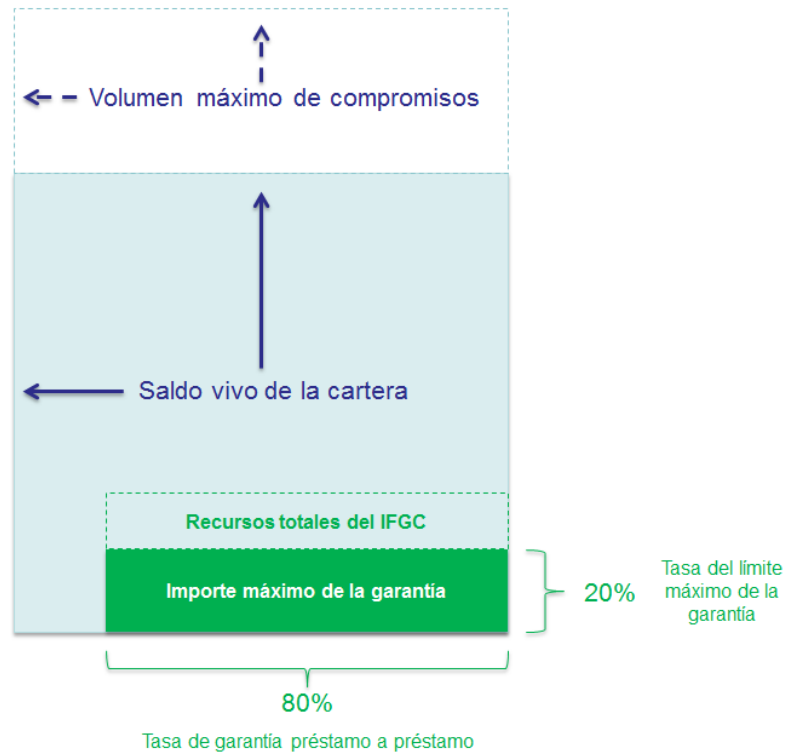 Volumen máximo de compromisos
Saldo vivo de la cartera
Recursos totales del IFGC
Importe máximo de la garantía
20%
Tasa del límite
máximo de la
garantía
80%
Tasa de garantía préstamo a préstamo